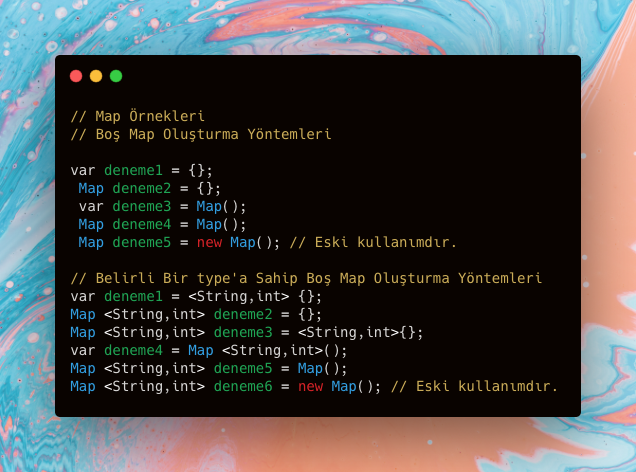 // Map Örnekleri
// Boş Map Oluşturma Yöntemleri
var deneme1 = {};
Map deneme2 = {};
var deneme3 = Map();
Map deneme4 = Map();
Map deneme5 = new Map(); // Eski kullanımdır.
// Belirli Bir type'a Sahip Boş Map Oluşturma Yöntemleri
var deneme1 = <String,int> {};
Map <String,int> deneme2 = {};
Map <String,int> deneme3 = <String,int>{};
var deneme4 = Map <String,int>();
Map <String,int> deneme5 = Map();
Map <String,int> deneme6 = new Map(); // Eski kullanımdır.